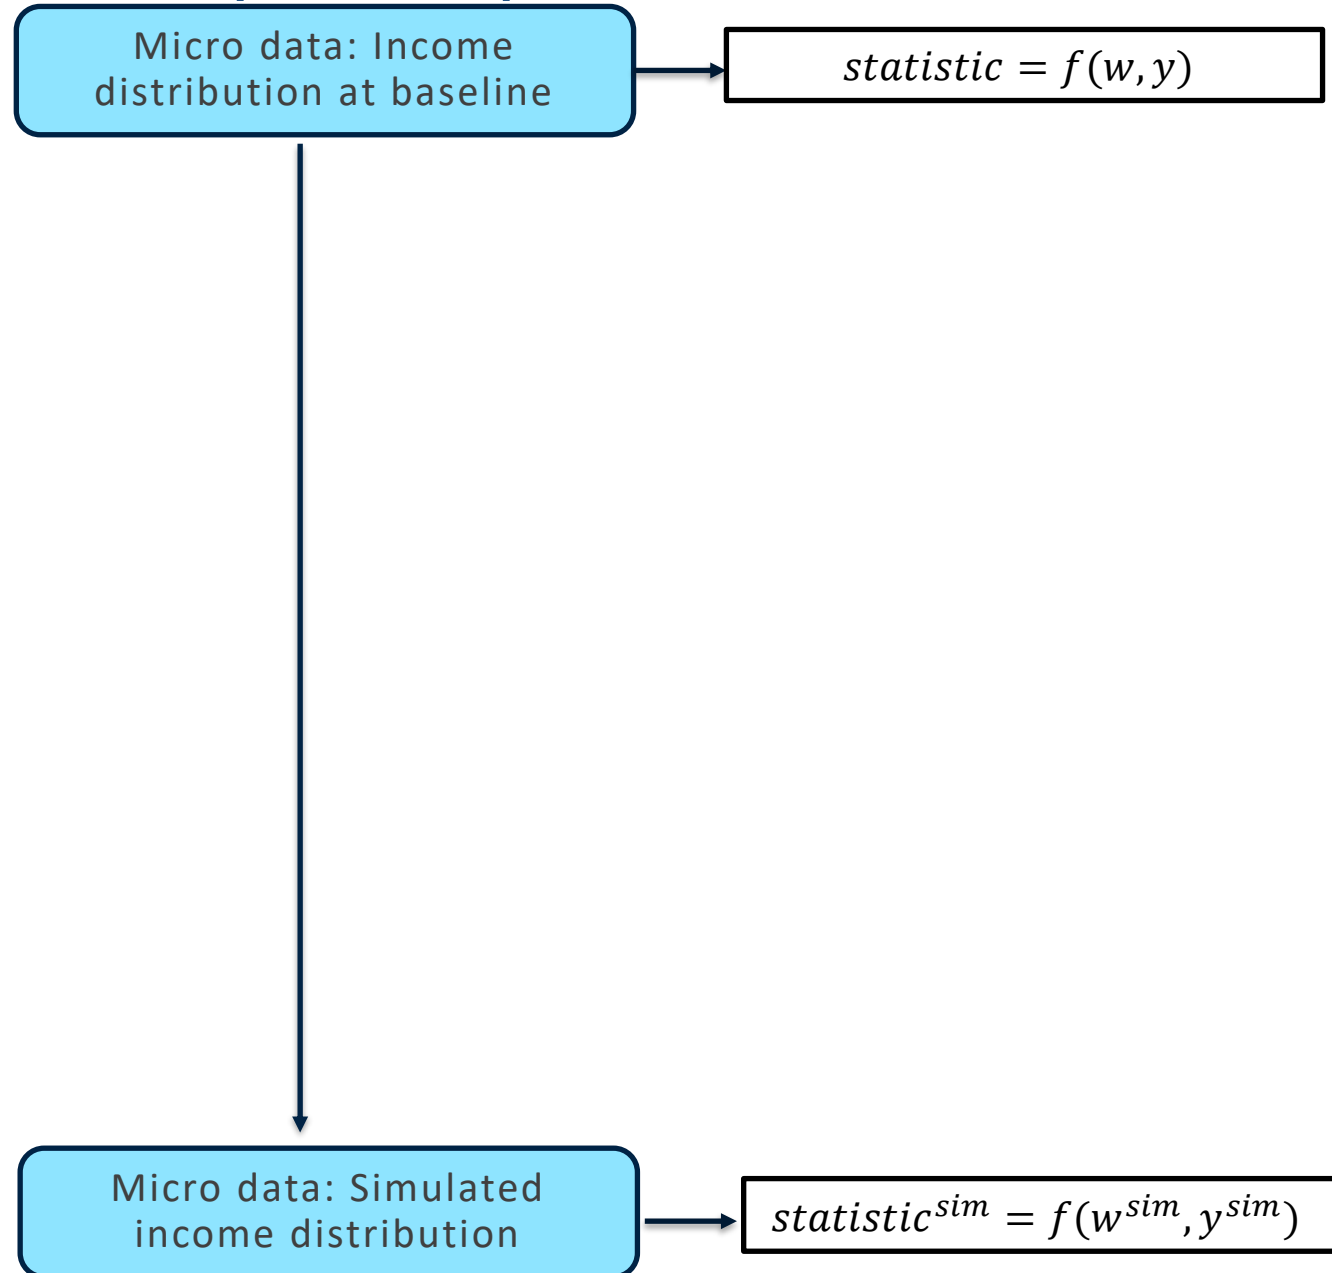 Micro data: Income
distribution at baseline
statistic = f(w, y)
Micro data: Simulated
income distribution
statistic^{sim} = f(w^{sim}, y^{sim})